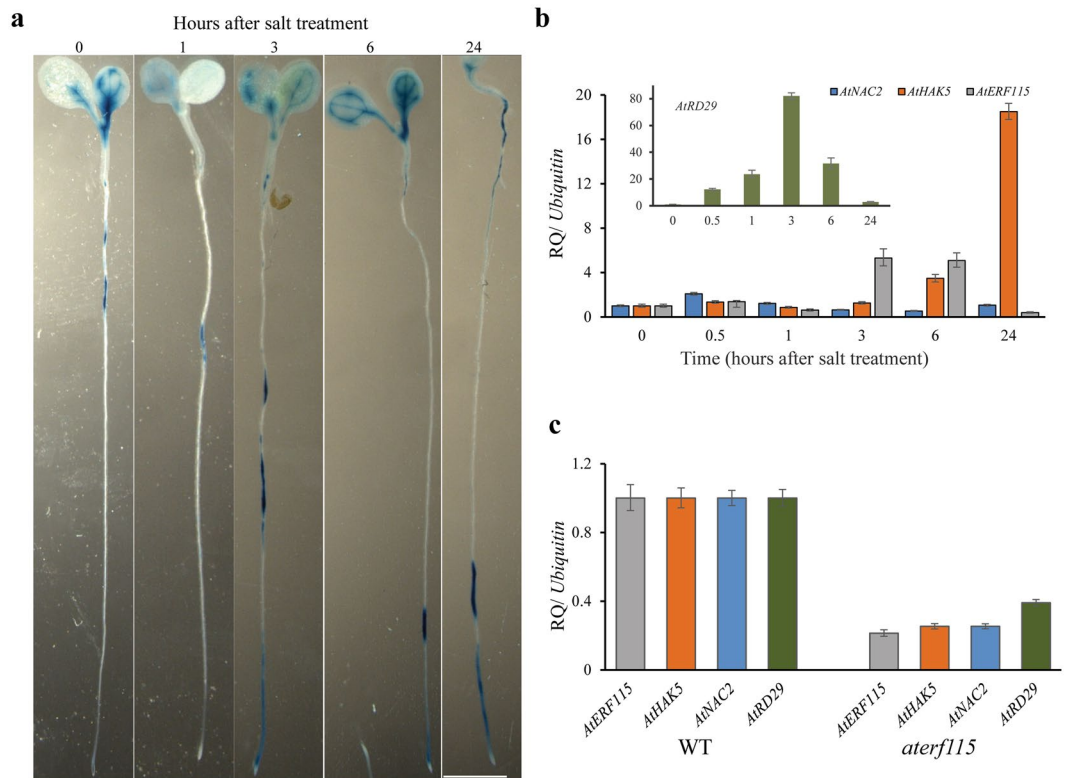 a
Hours after salt treatment
0 1 3 6 24
b
AtNAC2 AtHAK5 AtERF115
AtRD29
80
60
40
20
0
0 0.5 1 3 6 24
20
16
12
8
4
0
RQ/ Ubiquitin
0 0.5 1 3 6 24
Time (hours after salt treatment)
c
1.2
0.8
0.4
0
RQ/ Ubiquitin
AtERF115 AtHAK5 AtNAC2 AtRD29 AtERF115 AtHAK5 AtNAC2 AtRD29
WT aterf115